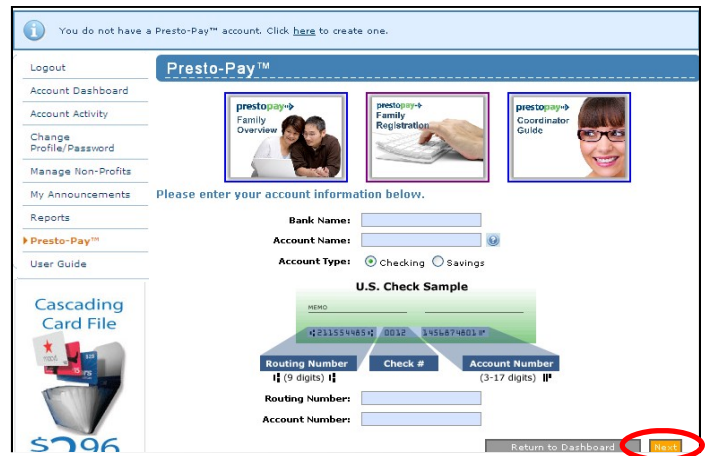 You do not have a Presto-Pay™ account. Click here to create one.
Logout
Account Dashboard
Account Activity
Change
Profile/Password
Manage Non-Profits
My Announcements
Reports
Presto-Pay™
User Guide
Cascading
Card File
$296
Presto-Pay™
prestopay
Family
Overview
prestopay
Family
Registration
prestopay
Coordinator
Guide
Please enter your account information below.
Bank Name:
Account Name:
Account Type: Checking Savings
U.S. Check Sample
MEMO
⑆211554485⑆ 0012 1456874801⑈
Routing Number Check # Account Number
⑆ (9 digits) ⑆ (3-17 digits) ⑈
Routing Number:
Account Number:
Return to Dashboard Next